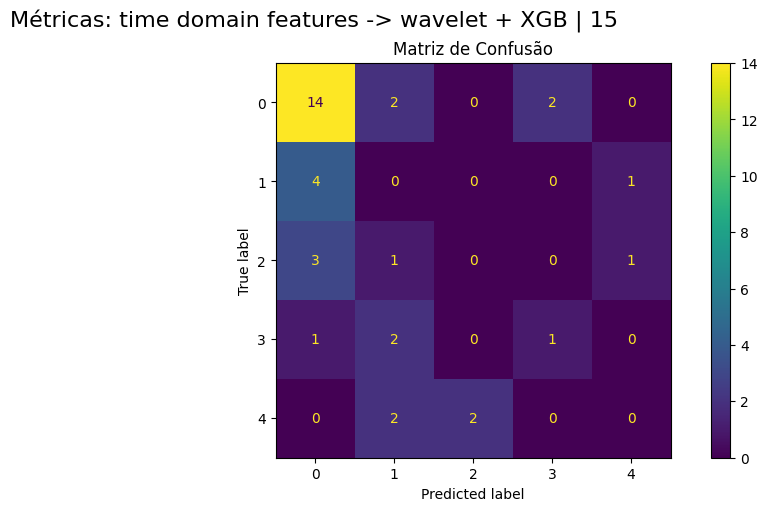 Métricas: time domain features -> wavelet + XGB | 15
Matriz de Confusão
True label
0 14 2 0 2 0
1 4 0 0 0 1
2 3 1 0 0 1
3 1 2 0 1 0
4 0 2 2 0 0
0 1 2 3 4
Predicted label
14
12
10
8
6
4
2
0